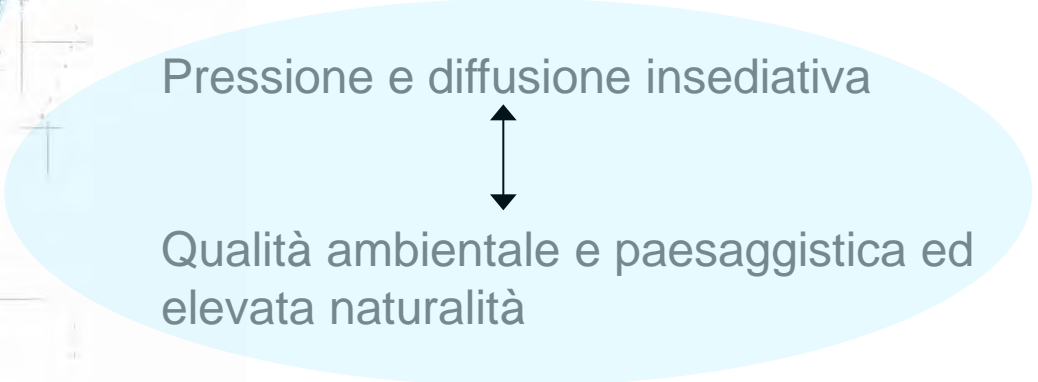 Pressione e diffusione insediativa
Qualità ambientale e paesaggistica ed
elevata naturalità